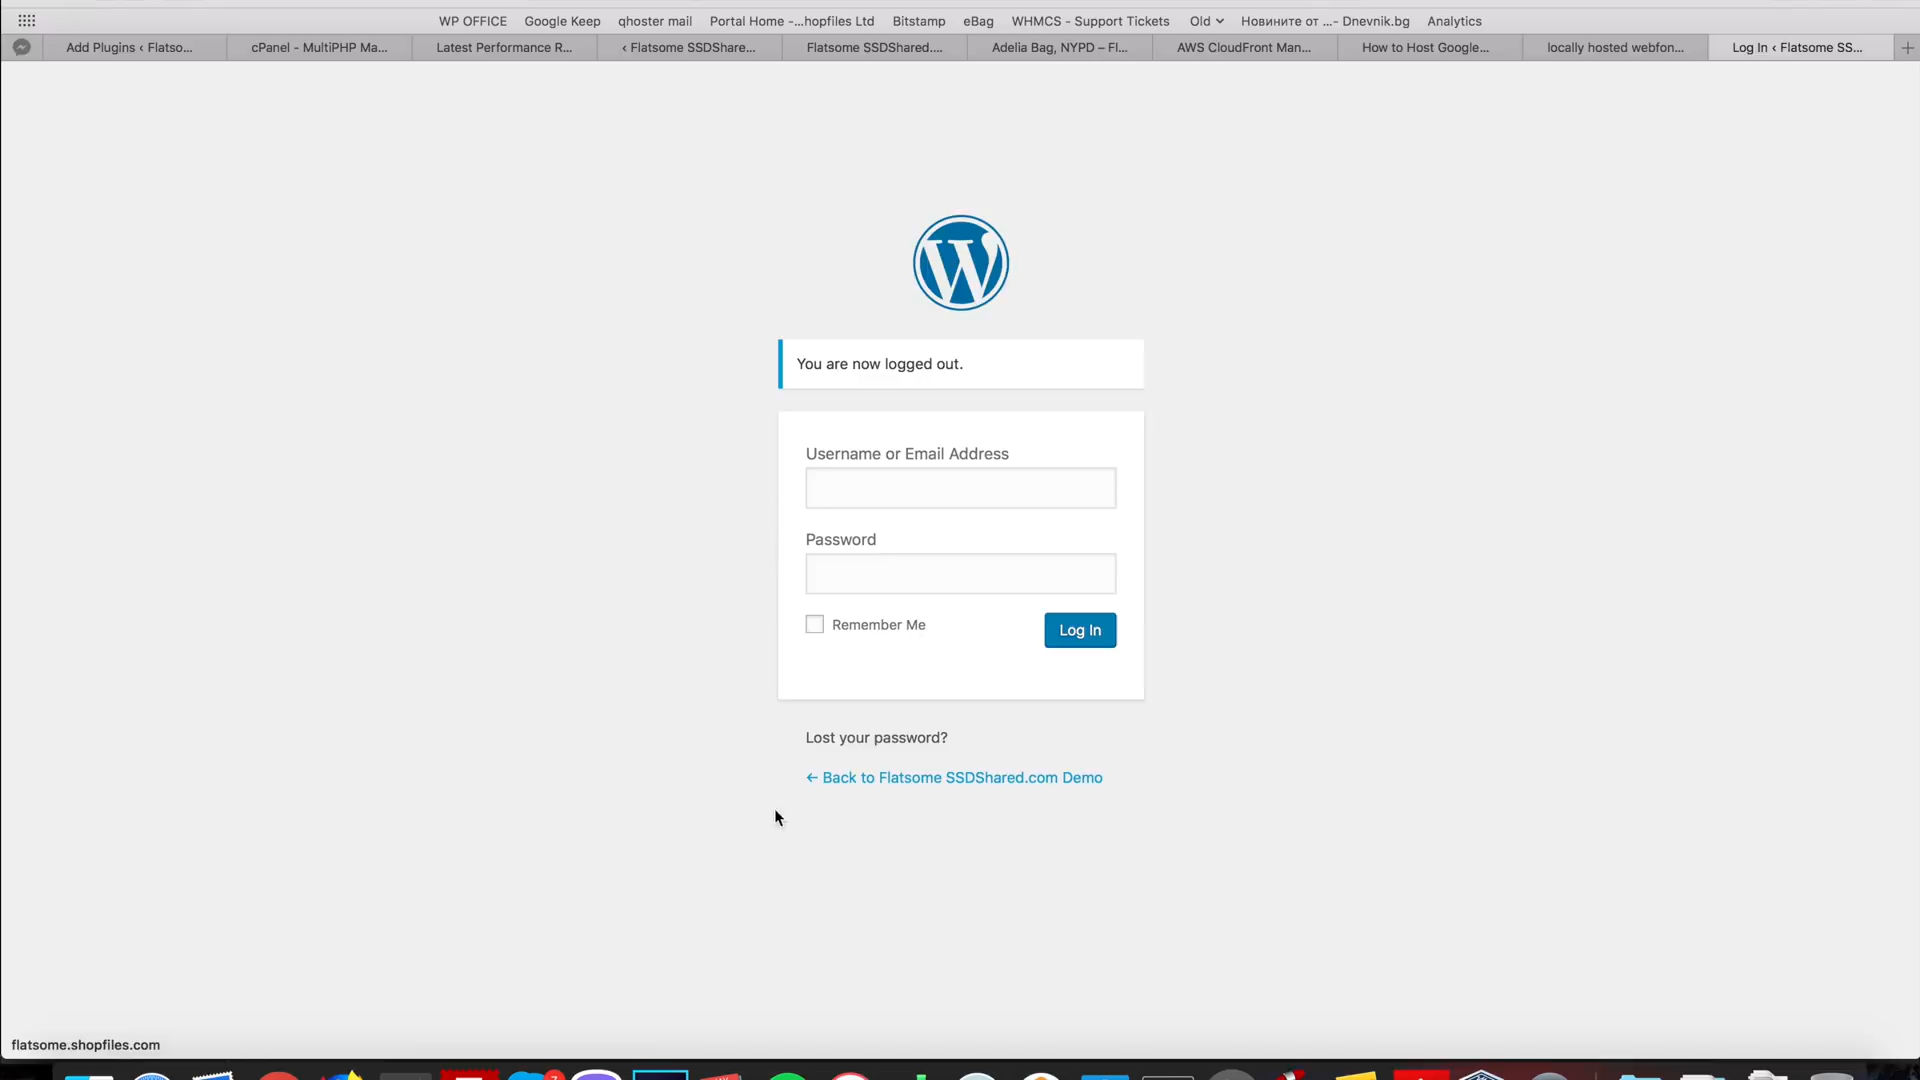 WP OFFICE Google Keep qhoster mail Portal Home -...hopfiles Ltd Bitstamp eBag WHMCS - Support Tickets Old Новините от ...- Dnevnik.bg Analytics
Add Plugins ‹ Flatso... cPanel - MultiPHP Ma... Latest Performance R... ‹ Flatsome SSDShare... Flatsome SSDShared.... Adelia Bag, NYPD – Fl... AWS CloudFront Man... How to Host Google... locally hosted webfon... Log In ‹ Flatsome SS...
You are now logged out.
Username or Email Address
Password
Remember Me Log In
Lost your password?
← Back to Flatsome SSDShared.com Demo
flatsome.shopfiles.com
7